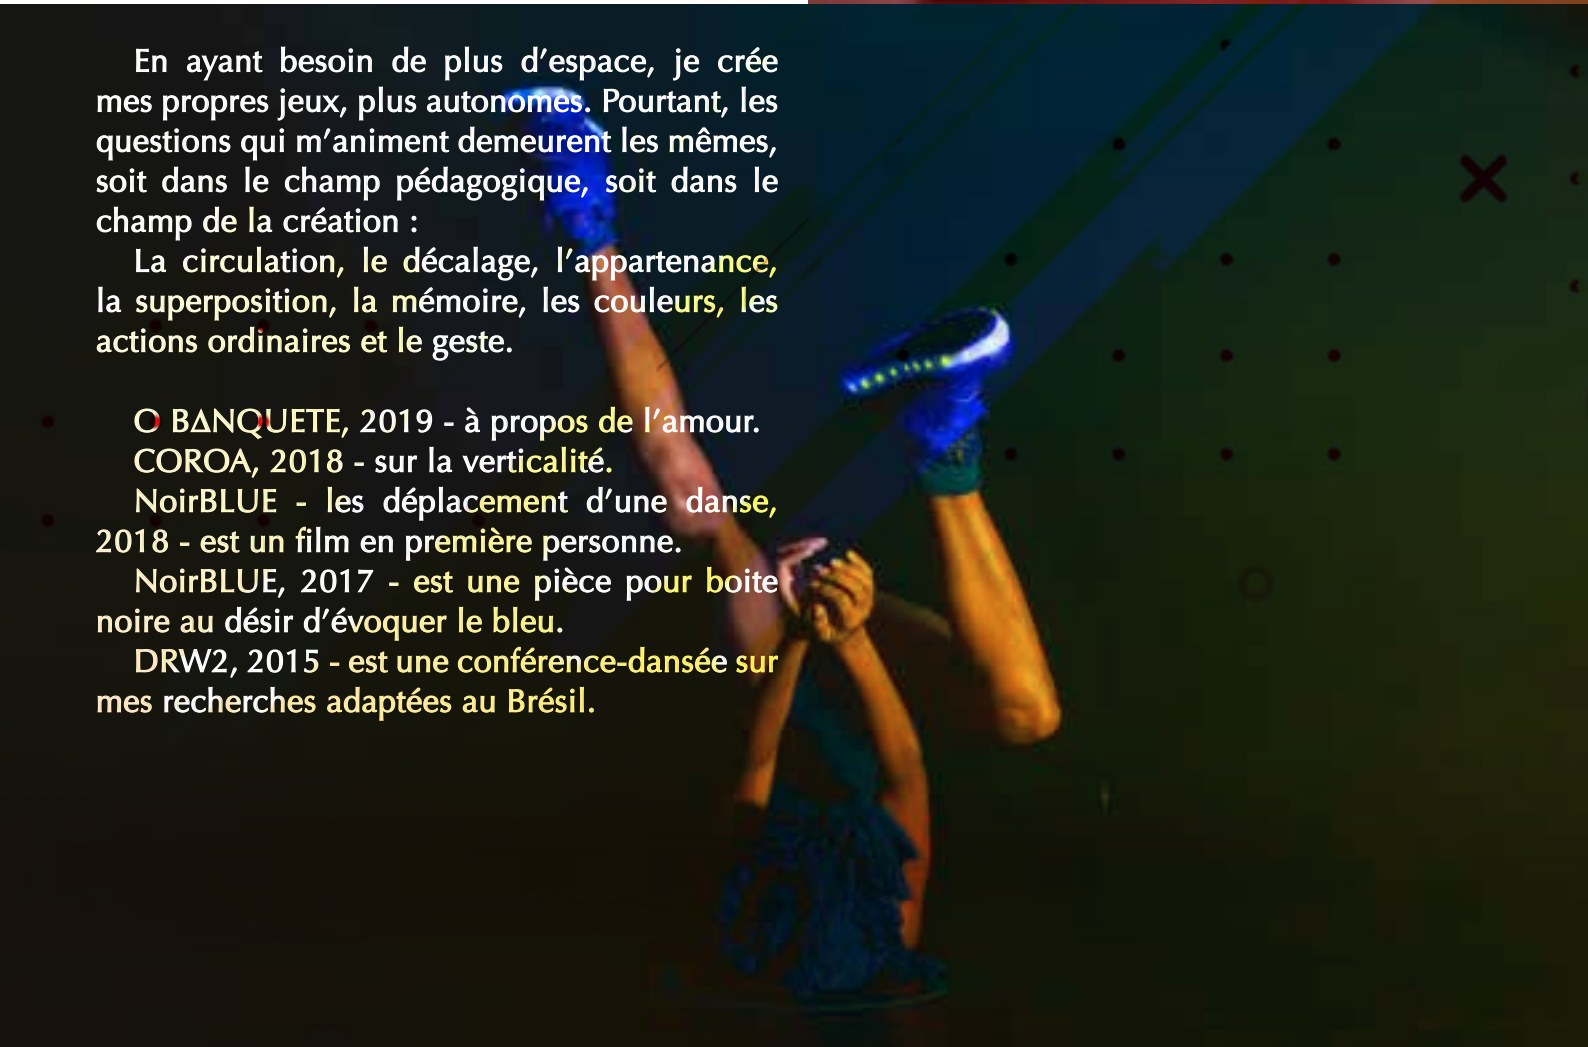 En ayant besoin de plus d’espace, je crée
mes propres jeux, plus autonomes. Pourtant, les
questions qui m’animent demeurent les mêmes,
soit dans le champ pédagogique, soit dans le
champ de la création :
La circulation, le décalage, l’appartenance,
la superposition, la mémoire, les couleurs, les
actions ordinaires et le geste.
O BΔNQUETE, 2019 - à propos de l’amour.
COROA, 2018 - sur la verticalité.
NoirBLUE - les déplacement d’une danse,
2018 - est un film en première personne.
NoirBLUE, 2017 - est une pièce pour boite
noire au désir d’évoquer le bleu.
DRW2, 2015 - est une conférence-dansée sur
mes recherches adaptées au Brésil.